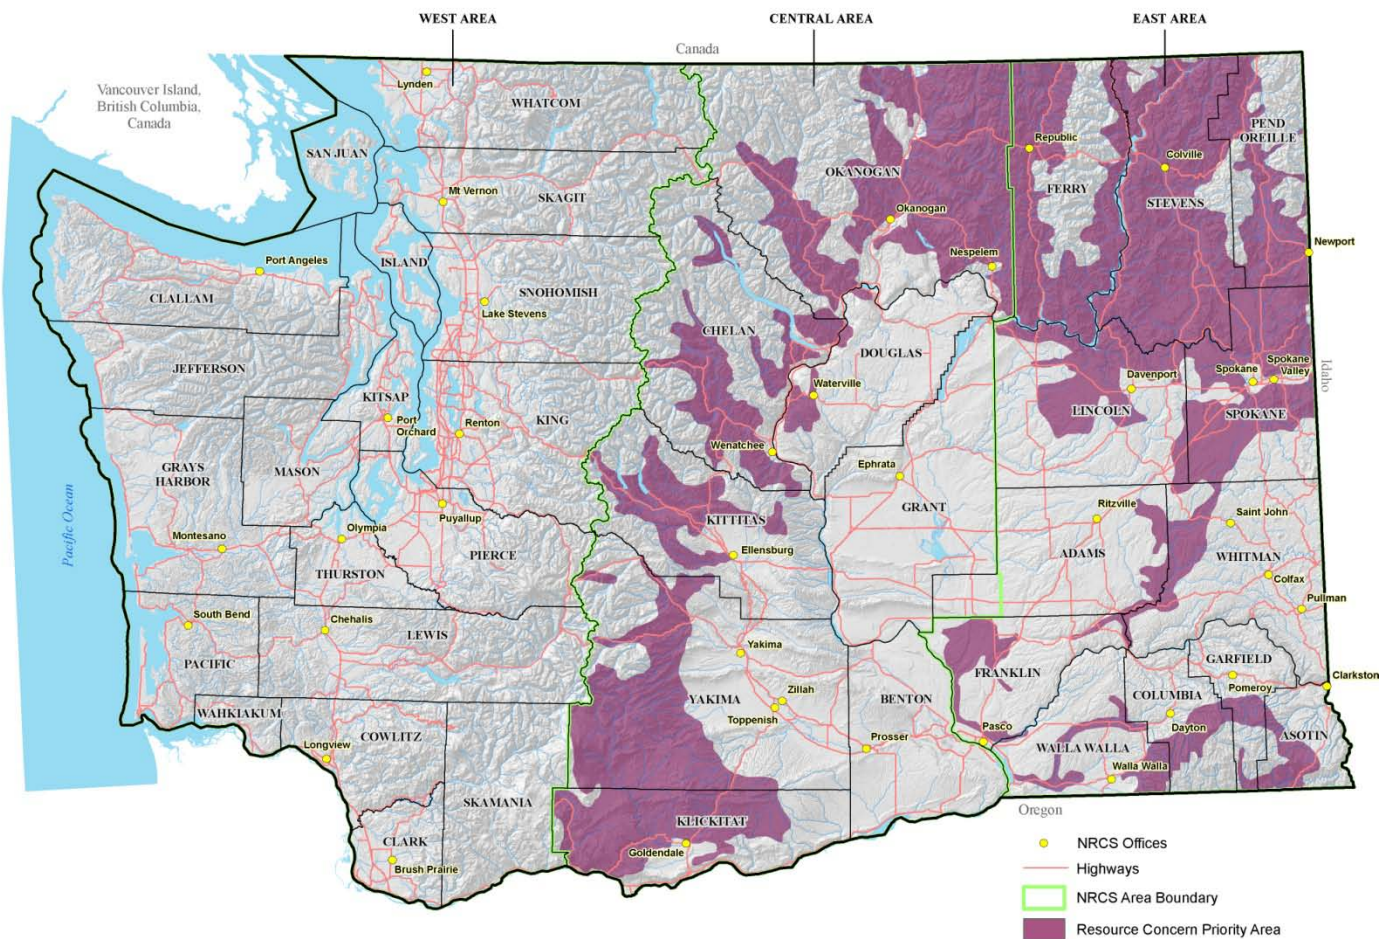 WEST AREA
CENTRAL AREA
EAST AREA
Canada
Vancouver Island,
British Columbia,
Canada
Lynden
WHATCOM
SAN JUAN
Mt Vernon
SKAGIT
ISLAND
Port Angeles
CLALLAM
SNOHOMISH
Lake Stevens
JEFFERSON
KITSAP
Port
Orchard
Renton
KING
GRAYS
HARBOR
MASON
Pacific Ocean
Montesano
Olympia
Puyallup
PIERCE
THURSTON
South Bend
Chehalis
LEWIS
PACIFIC
WAHKIAKUM
COWLITZ
Longview
SKAMANIA
CLARK
Brush Prairie
OKANOGAN
Okanogan
Nespelem
CHELAN
DOUGLAS
Waterville
Wenatchee
Ephrata
GRANT
KITTITAS
Ellensburg
Yakima
YAKIMA
Zillah
Toppenish
BENTON
Prosser
KLICKITAT
Goldendale
Republic
FERRY
Colville
STEVENS
PEND
OREILLE
Newport
Davenport
LINCOLN
Spokane
Spokane
Valley
SPOKANE
Idaho
Ritzville
ADAMS
Saint John
WHITMAN
Colfax
Pullman
FRANKLIN
Pasco
GARFIELD
Pomeroy
Clarkston
COLUMBIA
Dayton
ASOTIN
WALLA WALLA
Walla Walla
Oregon
NRCS Offices
Highways
NRCS Area Boundary
Resource Concern Priority Area